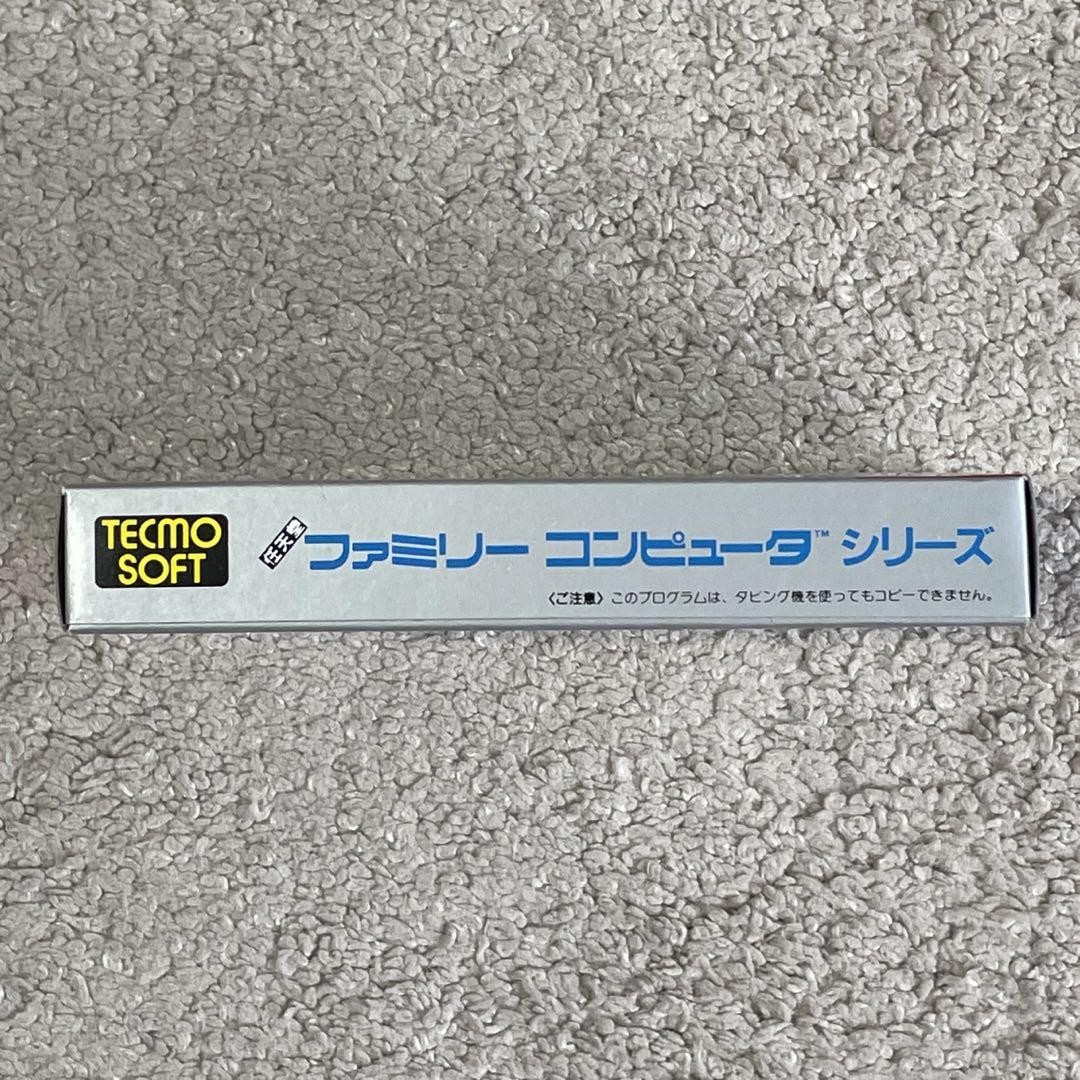 TECMO
SOFT
任天堂
ファミリー コンピュータ™ シリーズ
〈ご注意〉このプログラムは、タビング機を使ってもコピーできません。